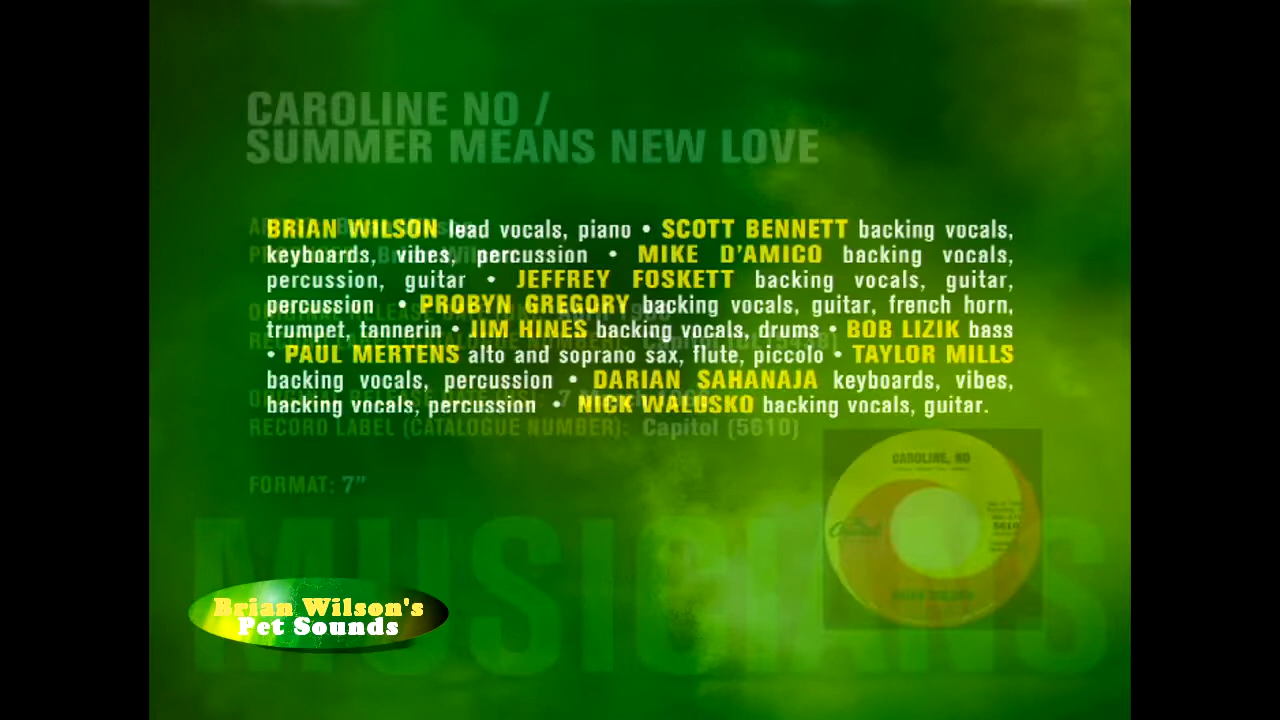 CAROLINE NO /
SUMMER MEANS NEW LOVE
BRIAN WILSON lead vocals, piano • SCOTT BENNETT backing vocals,
keyboards, vibes, percussion • MIKE D'AMICO backing vocals,
percussion, guitar • JEFFREY FOSKETT backing vocals, guitar,
percussion • PROBYN GREGORY backing vocals, guitar, french horn,
trumpet, tannerin • JIM HINES backing vocals, drums • BOB LIZIK bass
• PAUL MERTENS alto and soprano sax, flute, piccolo • TAYLOR MILLS
backing vocals, percussion • DARIAN SAHANAJA keyboards, vibes,
backing vocals, percussion • NICK WALUSKO backing vocals, guitar.
RECORD LABEL (CATALOGUE NUMBER): Capitol (5610)
CAROLINE, NO
FORMAT: 7"
5610
MUSICIANS
BRIAN WILSON
Brian Wilson's
Pet Sounds